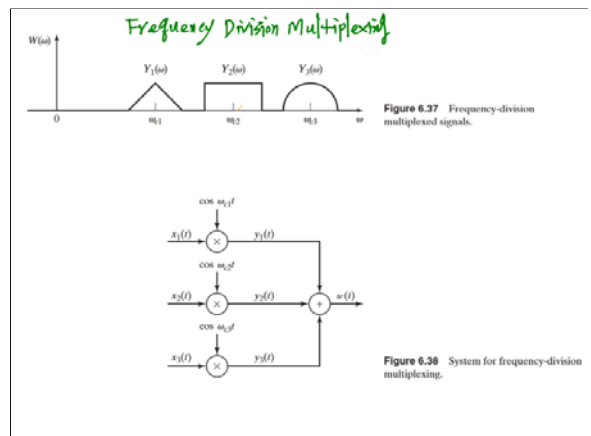 Frequency Division Multiplexing
W(ω)
Y₁(ω) Y₂(ω) Y₃(ω)
0 ωc1 ωc2 ωc3 ω
Figure 6.37 Frequency-division
multiplexed signals.
cos ωc1t
x₁(t) × y₁(t)
cos ωc2t
x₂(t) × y₂(t) + w(t)
cos ωc3t
x₃(t) × y₃(t)
Figure 6.38 System for frequency-division
multiplexing.